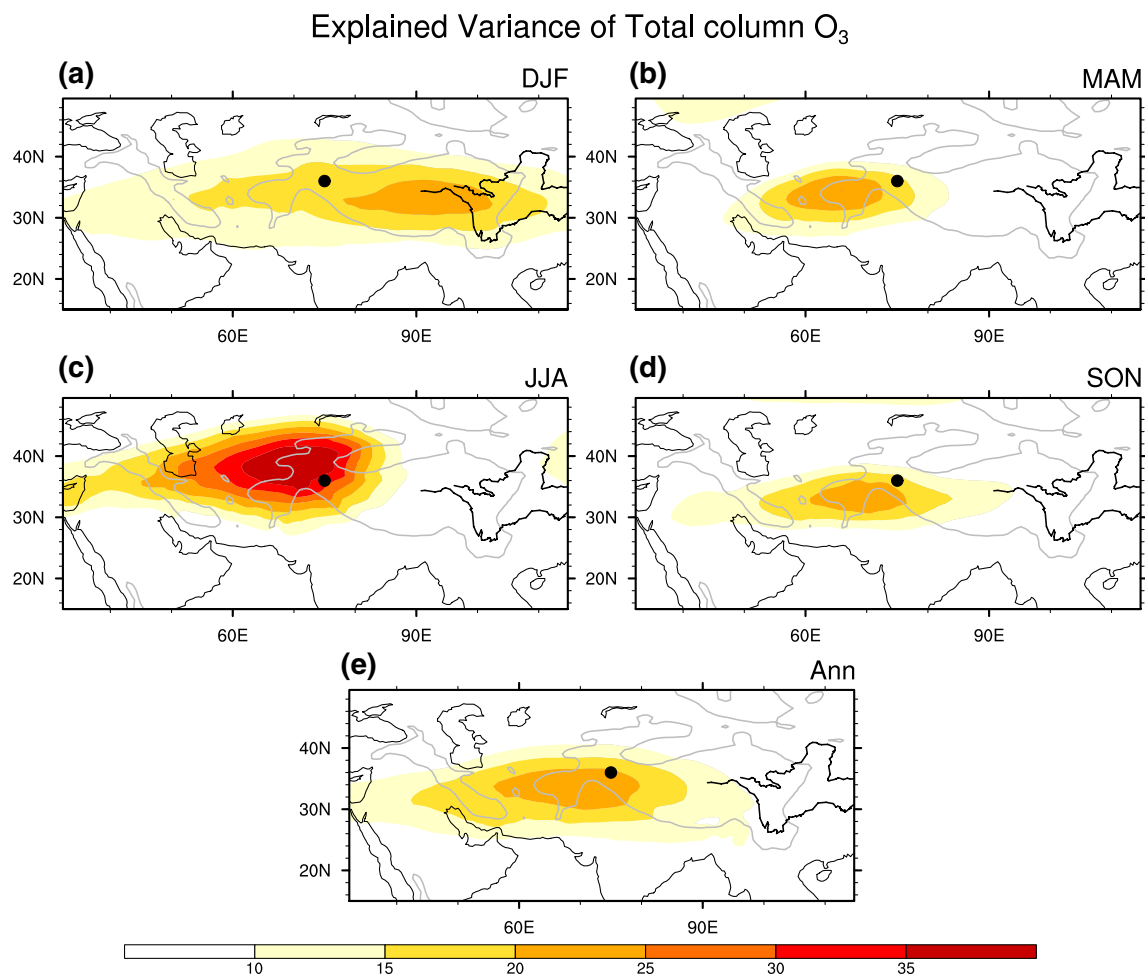 Explained Variance of Total column O₃
(a) DJF
(b) MAM
40N
30N
20N
60E 90E
40N
30N
20N
60E 90E
(c) JJA
(d) SON
40N
30N
20N
60E 90E
40N
30N
20N
60E 90E
(e) Ann
40N
30N
20N
60E 90E
10 15 20 25 30 35